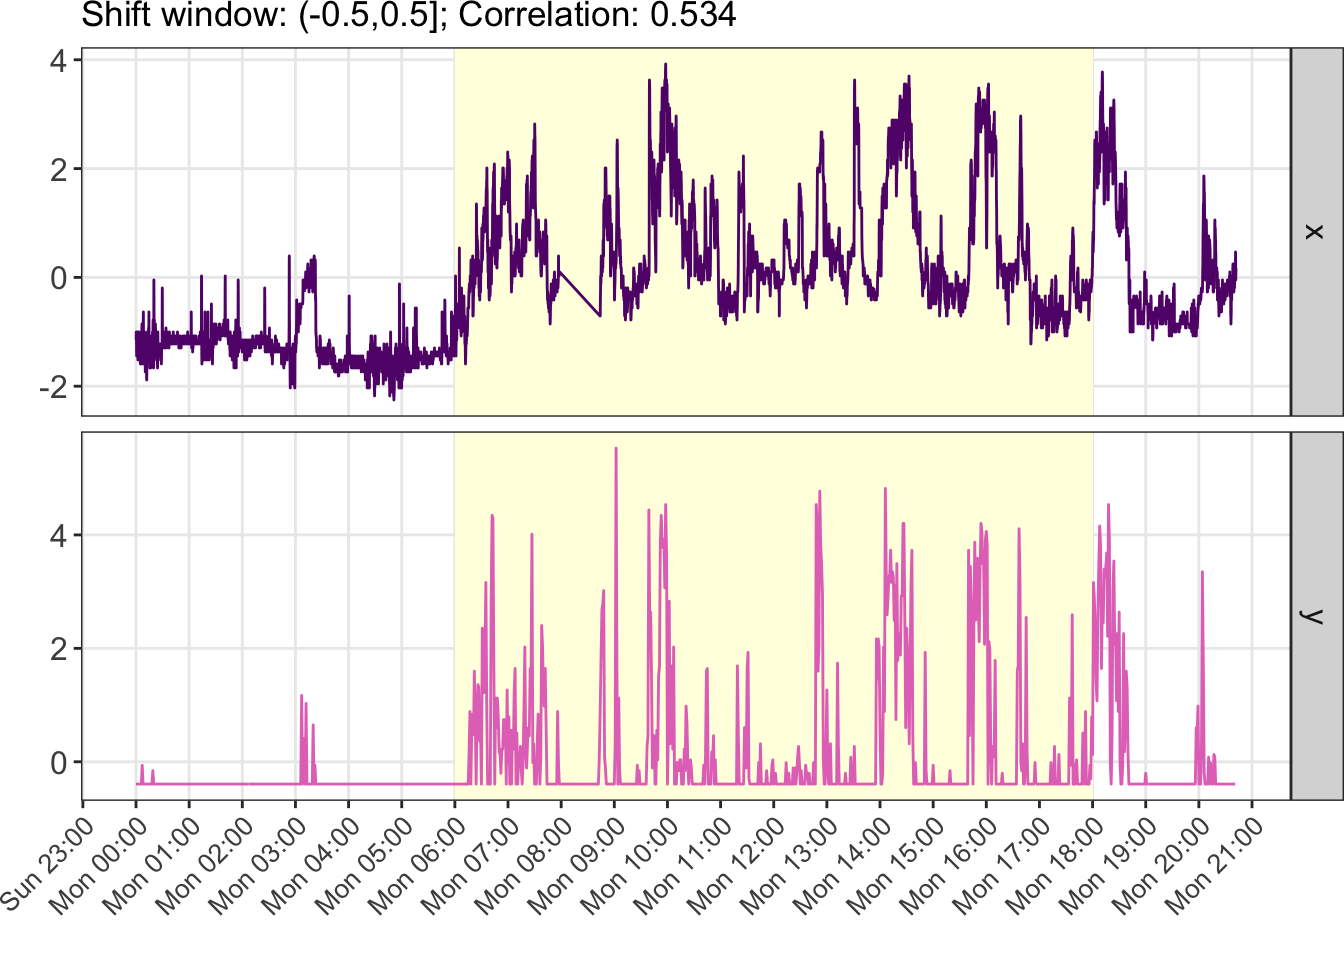 Shift window: (-0.5,0.5]; Correlation: 0.534
4
2
0
-2
x
4
2
0
y
Sun 23:00
Mon 00:00
Mon 01:00
Mon 02:00
Mon 03:00
Mon 04:00
Mon 05:00
Mon 06:00
Mon 07:00
Mon 08:00
Mon 09:00
Mon 10:00
Mon 11:00
Mon 12:00
Mon 13:00
Mon 14:00
Mon 15:00
Mon 16:00
Mon 17:00
Mon 18:00
Mon 19:00
Mon 20:00
Mon 21:00